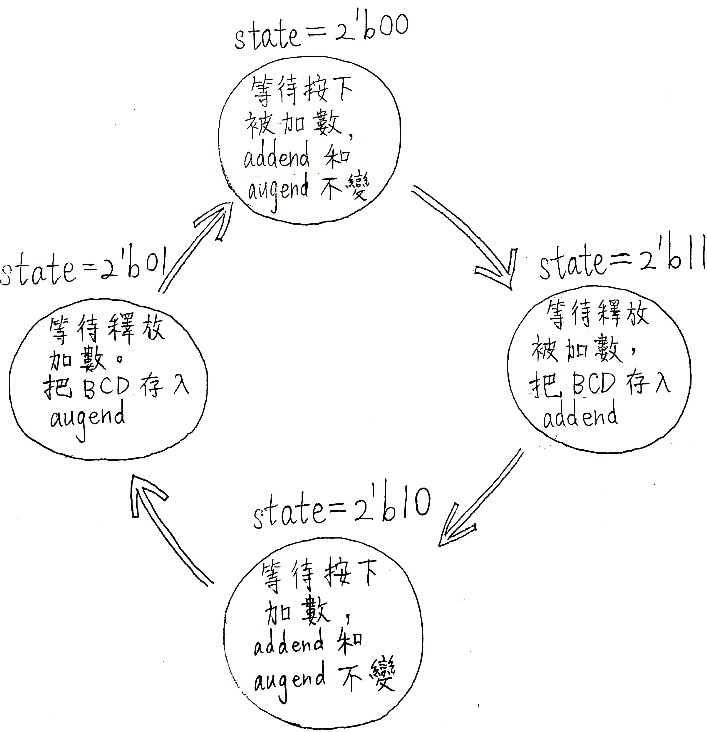 state=2'b00
等待按下
被加數,
addend 和
augend 不變
state=2'b11
等待釋放
被加數,
把 BCD 存入
addend
state=2'b10
等待按下
加數,
addend 和
augend 不變
state=2'b01
等待釋放
加數。
把 BCD 存入
augend